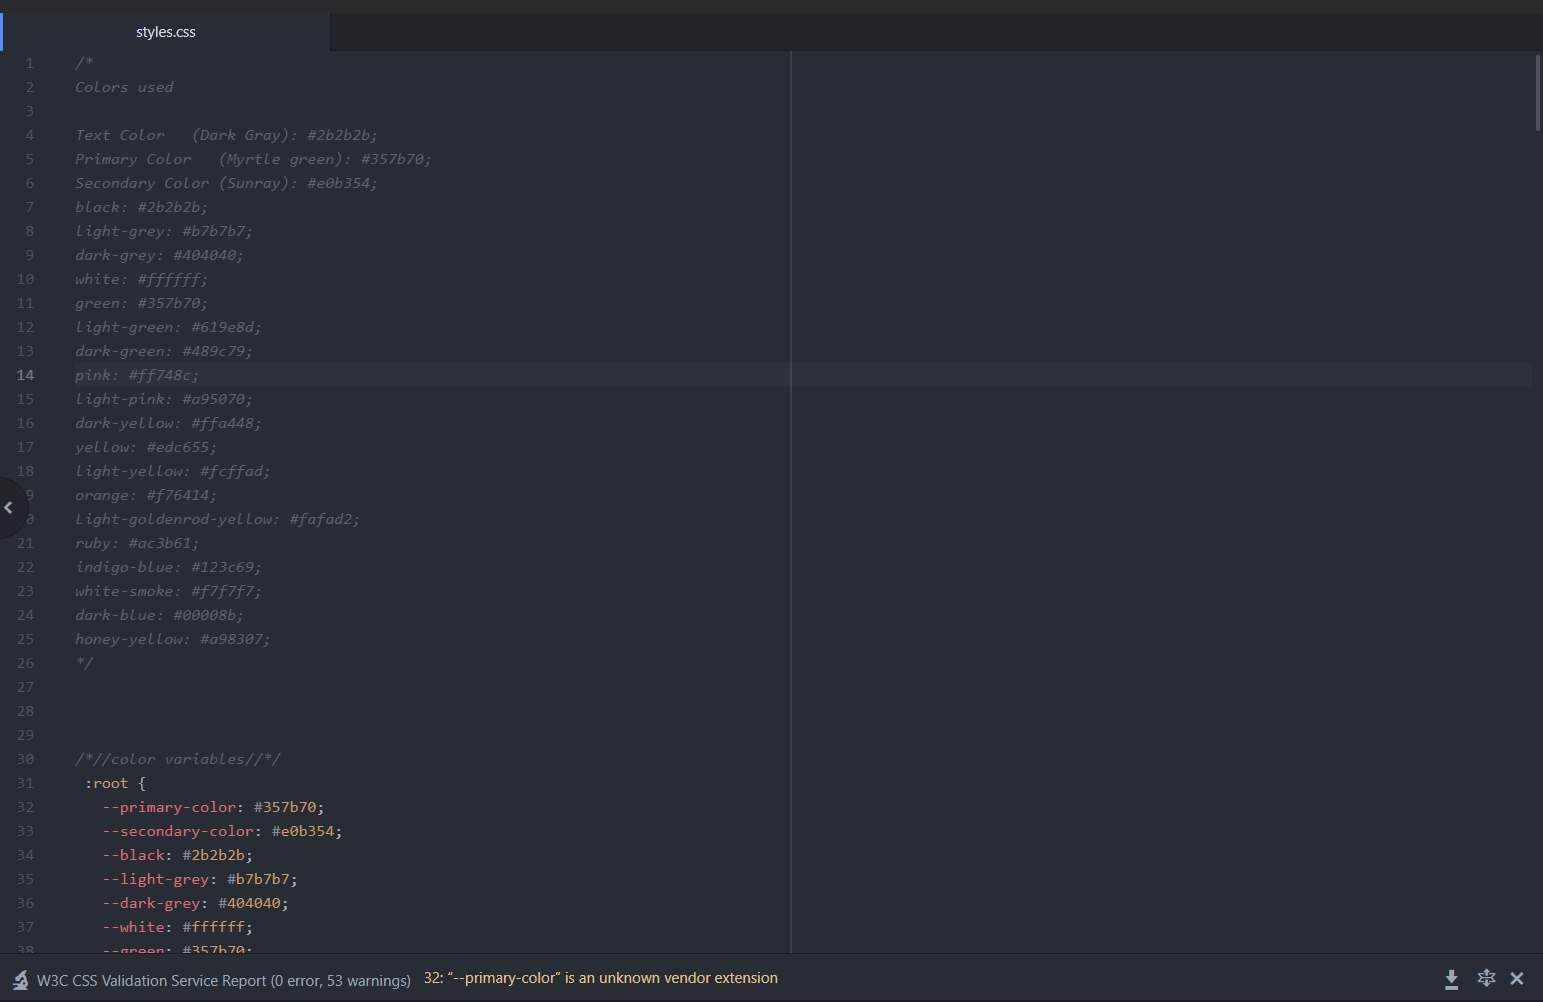 styles.css
1 /*
2 Colors used
3
4 Text Color   (Dark Gray): #2b2b2b;
5 Primary Color   (Myrtle green): #357b70;
6 Secondary Color (Sunray): #e0b354;
7 black: #2b2b2b;
8 light-grey: #b7b7b7;
9 dark-grey: #404040;
10 white: #ffffff;
11 green: #357b70;
12 light-green: #619e8d;
13 dark-green: #489c79;
14 pink: #ff748c;
15 light-pink: #a95070;
16 dark-yellow: #ffa448;
17 yellow: #edc655;
18 light-yellow: #fcffad;
9 orange: #f76414;
0 Light-goldenrod-yellow: #fafad2;
21 ruby: #ac3b61;
22 indigo-blue: #123c69;
23 white-smoke: #f7f7f7;
24 dark-blue: #00008b;
25 honey-yellow: #a98307;
26 */
27
28
29
30 /*//color variables//*/
31 :root {
32 --primary-color: #357b70;
33 --secondary-color: #e0b354;
34 --black: #2b2b2b;
35 --light-grey: #b7b7b7;
36 --dark-grey: #404040;
37 --white: #ffffff;
38 --green: #357b70;
W3C CSS Validation Service Report (0 error, 53 warnings) 32: “--primary-color” is an unknown vendor extension